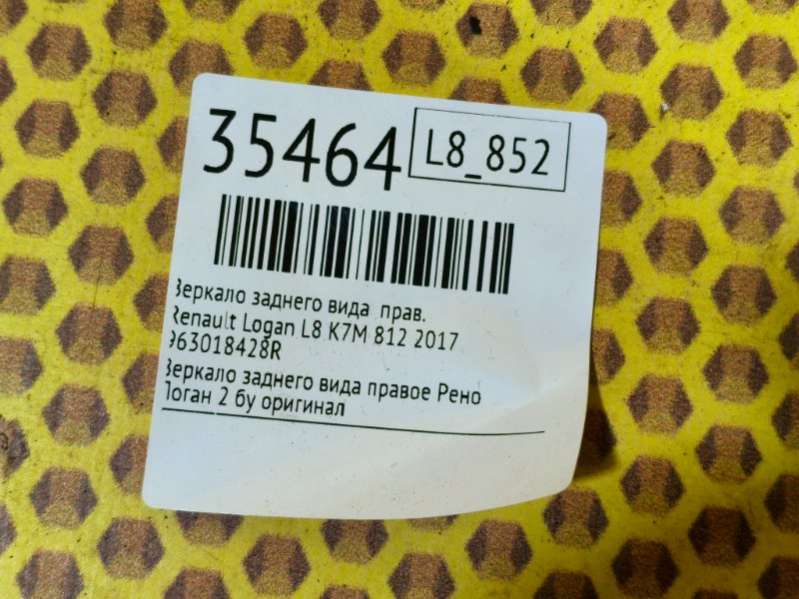 35464 L8_852
Зеркало заднего вида прав.
Renault Logan L8 K7M 812 2017
963018428R
Зеркало заднего вида правое Рено
Логан 2 бу оригинал